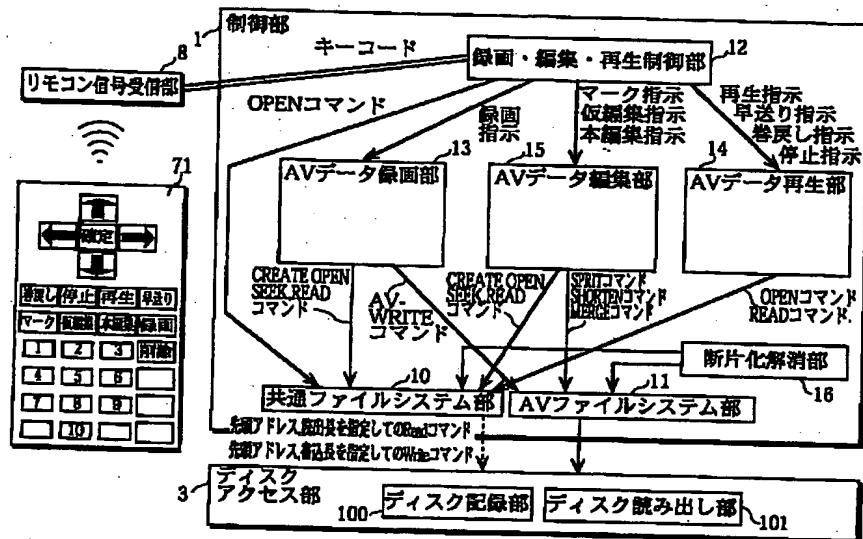 1
制御部
8
キーコード
録画・編集・再生制御部
12
リモコン信号受信部
OPENコマンド
録画
指示
マーク指示
仮編集指示
本編集指示
再生指示
早送り指示
巻戻し指示
停止指示
13
15
14
AVデータ録画部
AVデータ編集部
AVデータ再生部
71
確定
巻戻し
停止
再生
早送り
マーク
仮編集
本編集
録画
1
2
3
削除
4
5
6
7
8
9
10
CREATE OPEN
SEEK,READ
コマンド
AV-
WRITE
コマンド
CREATE OPEN
SEEK,READ
コマンド
SPRITコマンド
SHORTENコマンド
MERGEコマンド
OPENコマンド
READコマンド
断片化解消部
16
10
11
共通ファイルシステム部
AVファイルシステム部
先頭アドレス,読出長を指定してのReadコマンド
先頭アドレス,書込長を指定してのWriteコマンド
3
ディスク
アクセス部
100
ディスク記録部
ディスク読み出し部
101